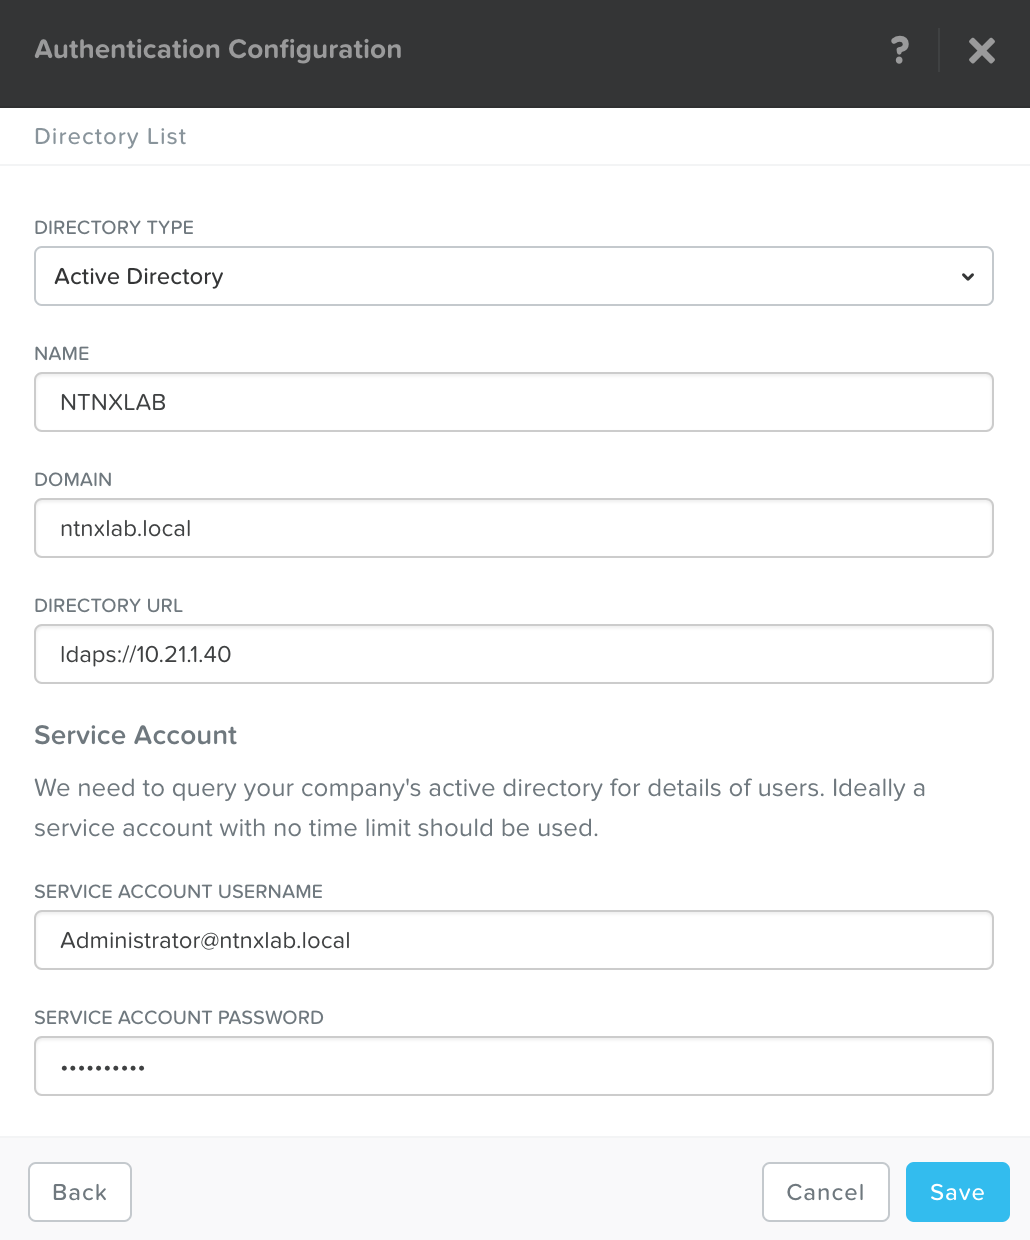 Authentication Configuration
?
Directory List
DIRECTORY TYPE
Active Directory
NAME
NTNXLAB
DOMAIN
ntnxlab.local
DIRECTORY URL
ldaps://10.21.1.40
Service Account
We need to query your company's active directory for details of users. Ideally a
service account with no time limit should be used.
SERVICE ACCOUNT USERNAME
Administrator@ntnxlab.local
SERVICE ACCOUNT PASSWORD
••••••••••
Back
Cancel
Save